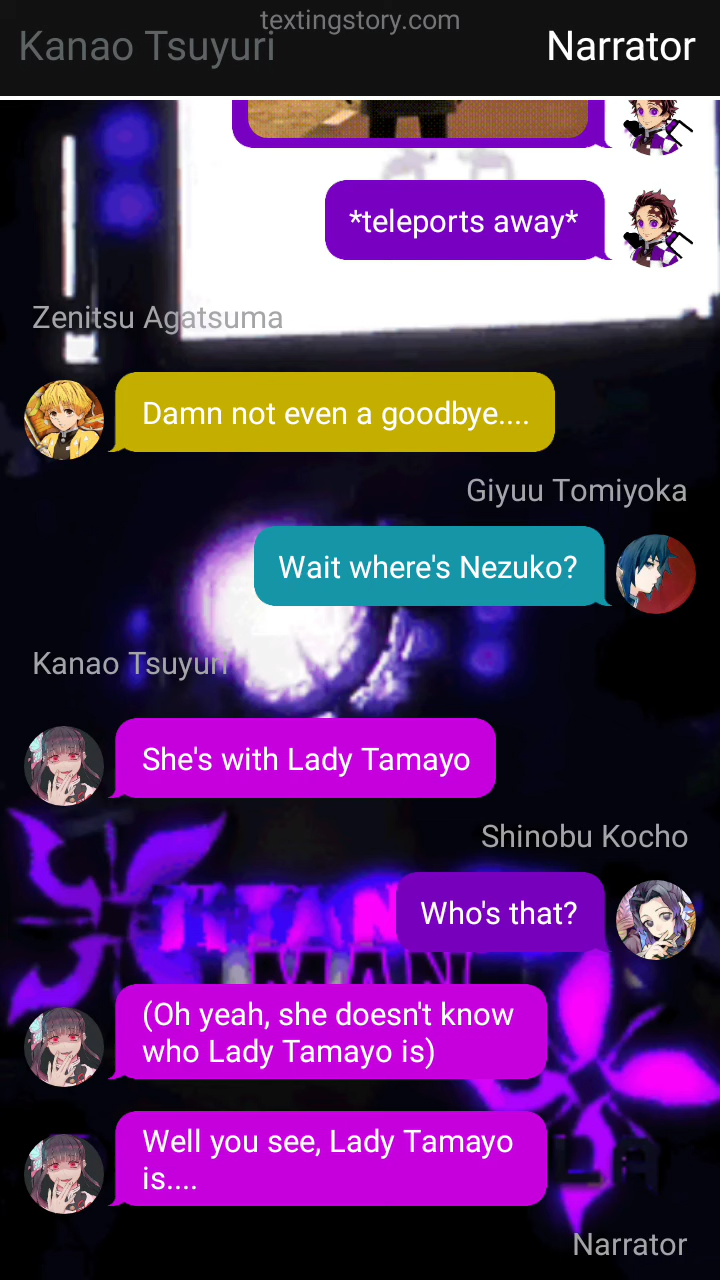 textingstory.com
Kanao Tsuyuri
Narrator
*teleports away*
Zenitsu Agatsuma
Damn not even a goodbye....
Giyuu Tomiyoka
Wait where's Nezuko?
Kanao Tsuyuri
She's with Lady Tamayo
Shinobu Kocho
Who's that?
(Oh yeah, she doesn't know
who Lady Tamayo is)
Well you see, Lady Tamayo
is....
MAN
LA
Narrator